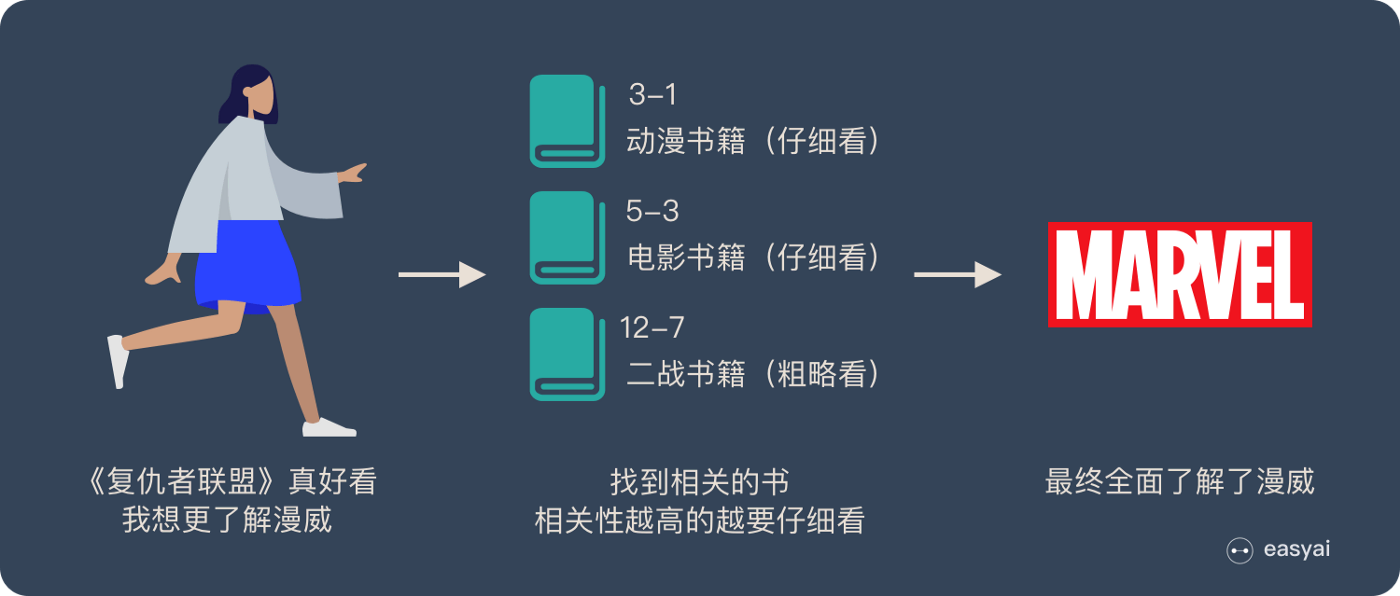 3–1
动漫书籍（仔细看）
5–3
电影书籍（仔细看）
12–7
二战书籍（粗略看）
MARVEL
《复仇者联盟》真好看
我想更了解漫威
找到相关的书
相关性越高的越要仔细看
最终全面了解了漫威
easyai